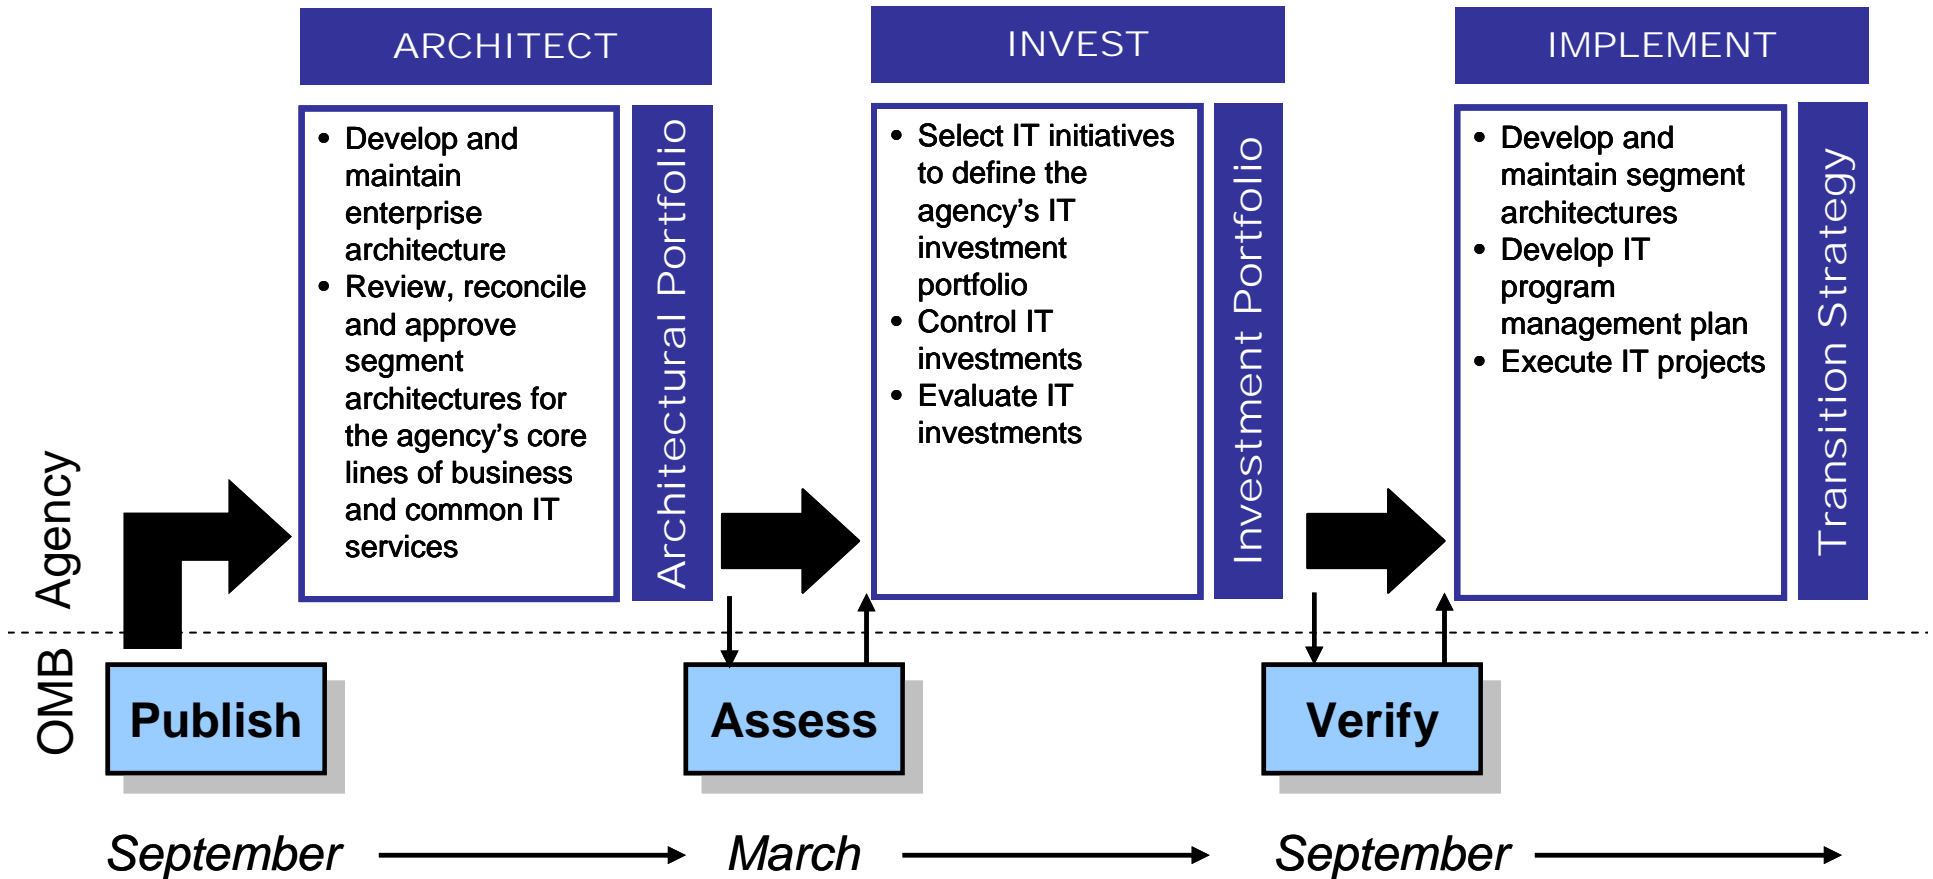 ARCHITECT
• Develop and
maintain
enterprise
architecture
• Review, reconcile
and approve
segment
architectures for
the agency’s core
lines of business
and common IT
services
Architectural Portfolio
INVEST
• Select IT initiatives
to define the
agency’s IT
investment
portfolio
• Control IT
investments
• Evaluate IT
investments
Investment Portfolio
IMPLEMENT
• Develop and
maintain segment
architectures
• Develop IT
program
management plan
• Execute IT projects
Transition Strategy
Agency
OMB
Publish
Assess
Verify
September
March
September